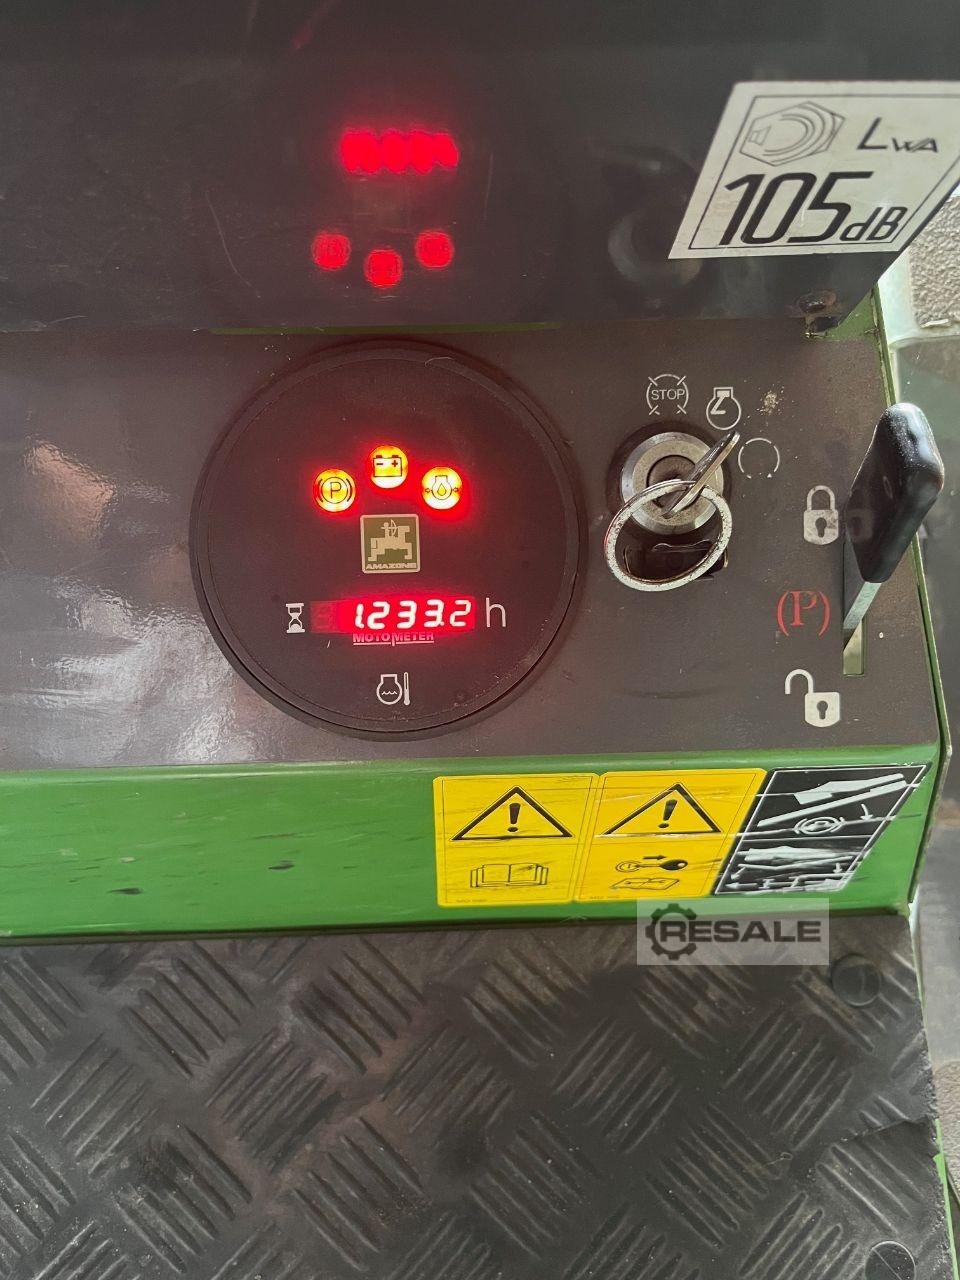 LWA
105dB
STOP
P
AMAZONE
1233.2 h
MOTOMETER
(P)
RESALE